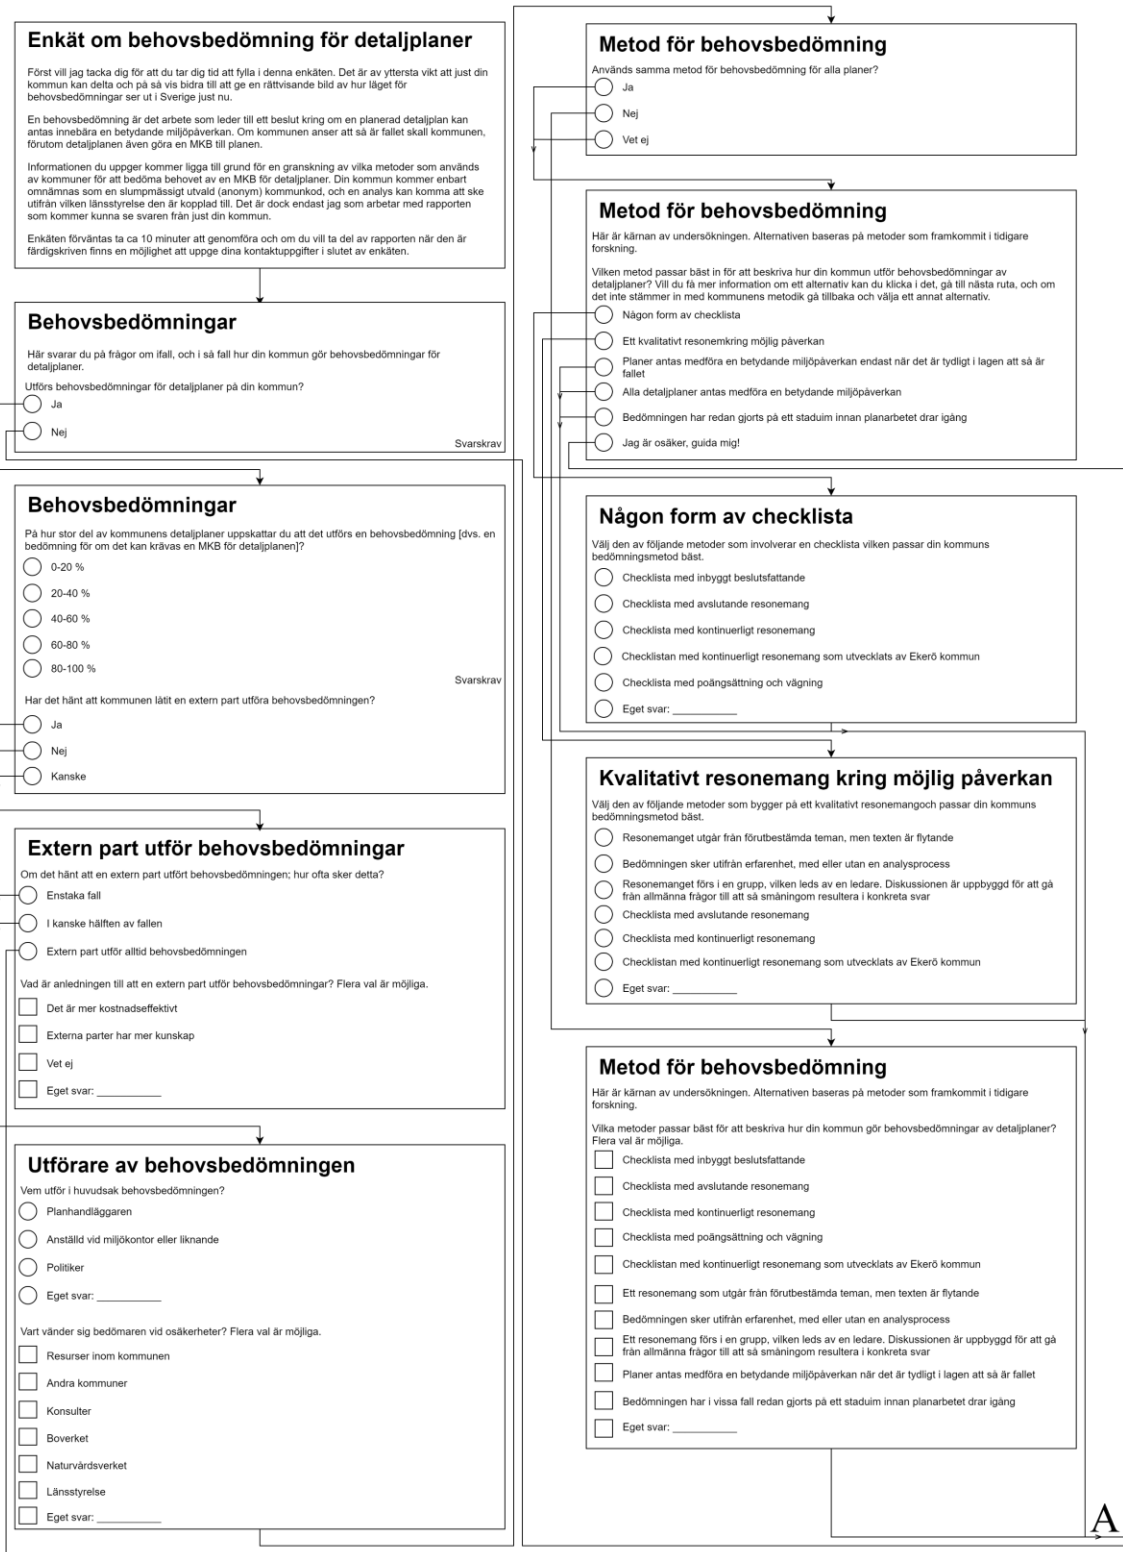 Enkät om behovsbedömning för detaljplaner
Först vill jag tacka dig för att du tar dig tid att fylla i denna enkäten. Det är av yttersta vikt att just din
kommun kan delta och på så vis bidra till att ge en rättvisande bild av hur läget för
behovsbedömningar ser ut i Sverige just nu.
En behovsbedömning är det arbete som leder till ett beslut kring om en planerad detaljplan kan
antas innebära en betydande miljöpåverkan. Om kommunen anser att så är fallet skall kommunen,
förutom detaljplanen även göra en MKB till planen.
Informationen du uppger kommer ligga till grund för en granskning av vilka metoder som används
av kommuner för att bedöma behovet av en MKB för detaljplaner. Din kommun kommer enbart
omnämnas som en slumpmässigt utvald (anonym) kommunkod, och en analys kan komma att ske
utifrån vilken länsstyrelse den är kopplad till. Det är dock endast jag som arbetar med rapporten
som kommer kunna se svaren från just din kommun.
Enkäten förväntas ta ca 10 minuter att genomföra och om du vill ta del av rapporten när den är
färdigskriven finns en möjlighet att uppge dina kontaktuppgifter i slutet av enkäten.
Behovsbedömningar
Här svarar du på frågor om ifall, och i så fall hur din kommun gör behovsbedömningar för
detaljplaner.
Utförs behovsbedömningar för detaljplaner på din kommun?
Ja
Nej
Svarskrav
Behovsbedömningar
På hur stor del av kommunens detaljplaner uppskattar du att det utförs en behovsbedömning [dvs. en
bedömning för om det kan krävas en MKB för detaljplanen]?
0-20 %
20-40 %
40-60 %
60-80 %
80-100 %
Svarskrav
Har det hänt att kommunen låtit en extern part utföra behovsbedömningen?
Ja
Nej
Kanske
Extern part utför behovsbedömningar
Om det hänt att en extern part utfört behovsbedömningen; hur ofta sker detta?
Enstaka fall
I kanske hälften av fallen
Extern part utför alltid behovsbedömningen
Vad är anledningen till att en extern part utför behovsbedömningar? Flera val är möjliga.
Det är mer kostnadseffektivt
Externa parter har mer kunskap
Vet ej
Eget svar: ___________
Utförare av behovsbedömningen
Vem utför i huvudsak behovsbedömningen?
Planhandläggaren
Anställd vid miljökontor eller liknande
Politiker
Eget svar: ___________
Vart vänder sig bedömaren vid osäkerheter? Flera val är möjliga.
Resurser inom kommunen
Andra kommuner
Konsulter
Boverket
Naturvårdsverket
Länsstyrelse
Eget svar: ___________
Metod för behovsbedömning
Används samma metod för behovsbedömning för alla planer?
Ja
Nej
Vet ej
Metod för behovsbedömning
Här är kärnan av undersökningen. Alternativen baseras på metoder som framkommit i tidigare
forskning.
Vilken metod passar bäst in för att beskriva hur din kommun utför behovsbedömningar av
detaljplaner? Vill du få mer information om ett alternativ kan du klicka i det, gå till nästa ruta, och om
det inte stämmer in med kommunens metodik gå tillbaka och välja ett annat alternativ.
Någon form av checklista
Ett kvalitativt resonemkring möjlig påverkan
Planer antas medföra en betydande miljöpåverkan endast när det är tydligt i lagen att så är
fallet
Alla detaljplaner antas medföra en betydande miljöpåverkan
Bedömningen har redan gjorts på ett staduim innan planarbetet drar igång
Jag är osäker, guida mig!
Någon form av checklista
Välj den av följande metoder som involverar en checklista vilken passar din kommuns
bedömningsmetod bäst.
Checklista med inbyggt beslutsfattande
Checklista med avslutande resonemang
Checklista med kontinuerligt resonemang
Checklistan med kontinuerligt resonemang som utvecklats av Ekerö kommun
Checklista med poängsättning och vägning
Eget svar: ___________
Kvalitativt resonemang kring möjlig påverkan
Välj den av följande metoder som bygger på ett kvalitativt resonemangoch passar din kommuns
bedömningsmetod bäst.
Resonemanget utgår från förutbestämda teman, men texten är flytande
Bedömningen sker utifrån erfarenhet, med eller utan en analysprocess
Resonemanget förs i en grupp, vilken leds av en ledare. Diskussionen är uppbyggd för att gå
från allmänna frågor till att så småningom resultera i konkreta svar
Checklista med avslutande resonemang
Checklista med kontinuerligt resonemang
Checklistan med kontinuerligt resonemang som utvecklats av Ekerö kommun
Eget svar: ___________
Metod för behovsbedömning
Här är kärnan av undersökningen. Alternativen baseras på metoder som framkommit i tidigare
forskning.
Vilka metoder passar bäst för att beskriva hur din kommun gör behovsbedömningar av detaljplaner?
Flera val är möjliga.
Checklista med inbyggt beslutsfattande
Checklista med avslutande resonemang
Checklista med kontinuerligt resonemang
Checklista med poängsättning och vägning
Checklistan med kontinuerligt resonemang som utvecklats av Ekerö kommun
Ett resonemang som utgår från förutbestämda teman, men texten är flytande
Bedömningen sker utifrån erfarenhet, med eller utan en analysprocess
Ett resonemang förs i en grupp, vilken leds av en ledare. Diskussionen är uppbyggd för att gå
från allmänna frågor till att så småningom resultera i konkreta svar
Planer antas medföra en betydande miljöpåverkan när det är tydligt i lagen att så är fallet
Bedömningen har i vissa fall redan gjorts på ett staduim innan planarbetet drar igång
Eget svar: ___________
A